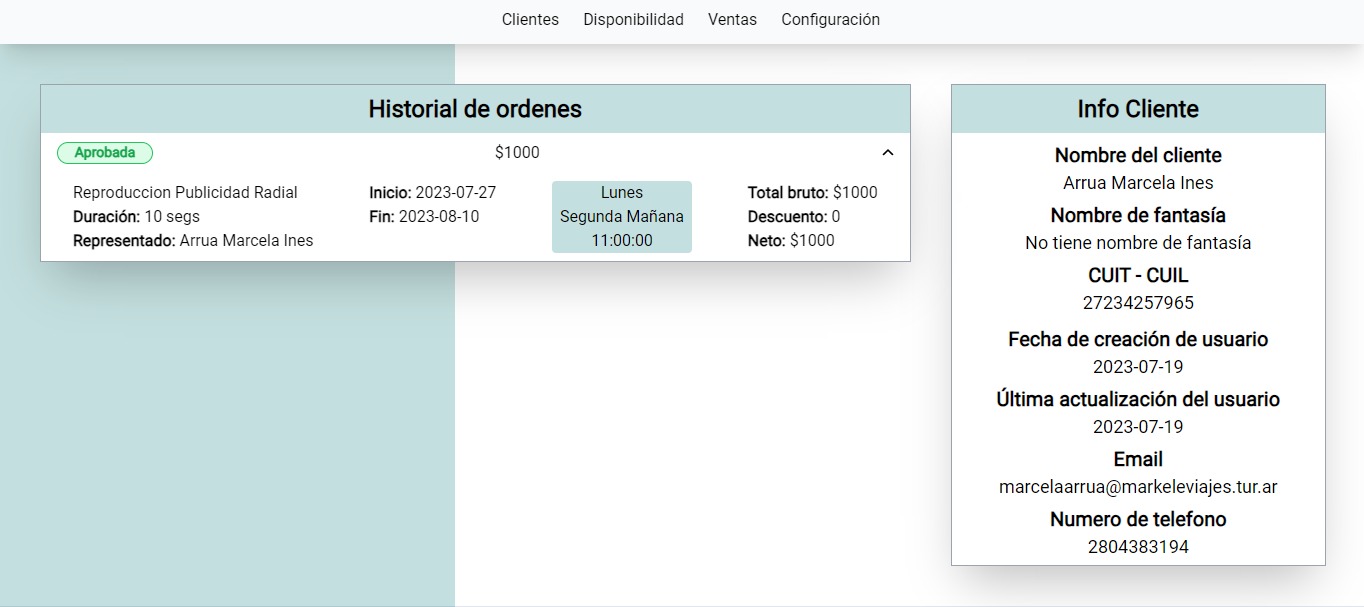 Clientes Disponibilidad Ventas Configuración
Historial de ordenes
Aprobada $1000
Reproduccion Publicidad Radial
Duración: 10 segs
Representado: Arrua Marcela Ines
Inicio: 2023-07-27
Fin: 2023-08-10
Lunes
Segunda Mañana
11:00:00
Total bruto: $1000
Descuento: 0
Neto: $1000
Info Cliente
Nombre del cliente
Arrua Marcela Ines
Nombre de fantasía
No tiene nombre de fantasía
CUIT - CUIL
27234257965
Fecha de creación de usuario
2023-07-19
Última actualización del usuario
2023-07-19
Email
marcelaarrua@markeleviajes.tur.ar
Numero de telefono
2804383194